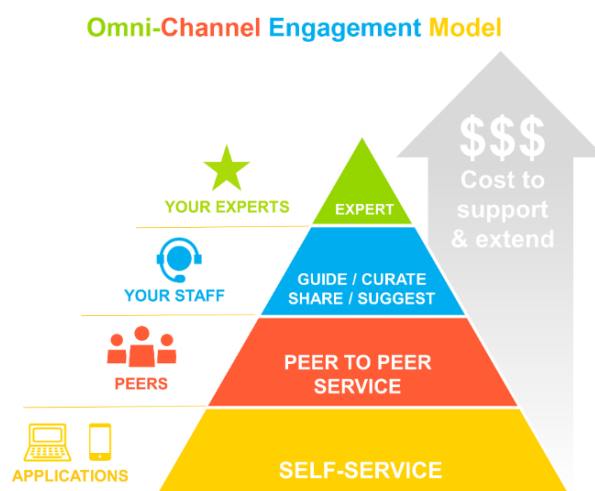 Omni-Channel Engagement Model
$$$
Cost to
support
& extend
YOUR EXPERTS
EXPERT
YOUR STAFF
GUIDE / CURATE
SHARE / SUGGEST
PEERS
PEER TO PEER
SERVICE
APPLICATIONS
SELF-SERVICE